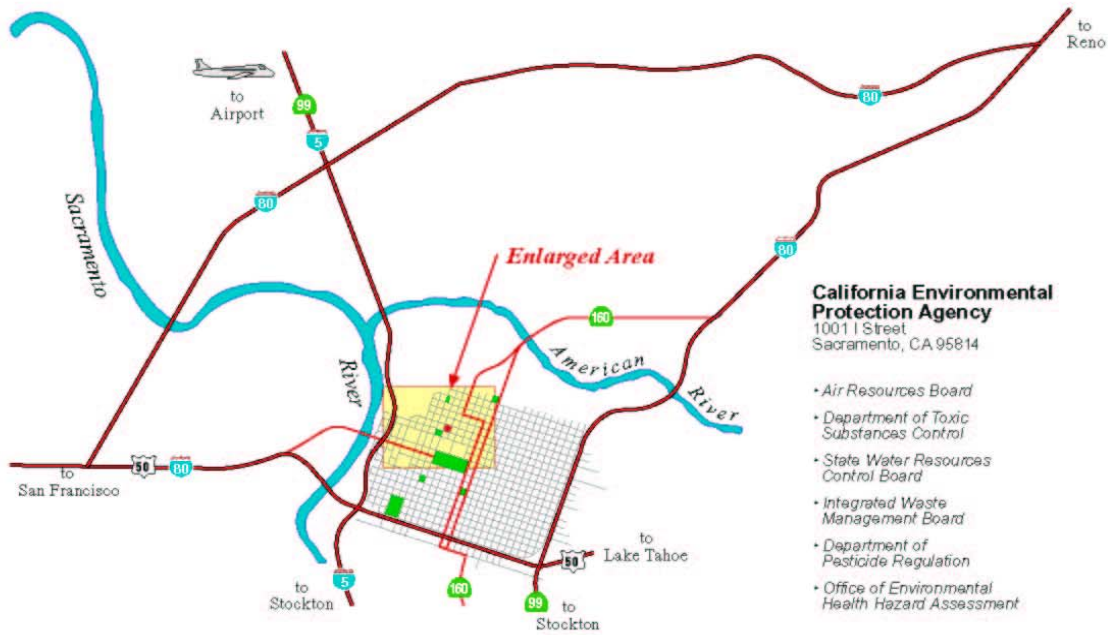 to
Reno
to
Airport
99
5
80
80
80
Sacramento
Enlarged Area
160
American
River
River
California Environmental
Protection Agency
1001 I Street
Sacramento, CA 95814
Air Resources Board
Department of Toxic
Substances Control
State Water Resources
Control Board
Integrated Waste
Management Board
Department of
Pesticide Regulation
Office of Environmental
Health Hazard Assessment
50
80
to
San Francisco
to
Lake Tahoe
50
to
Stockton
5
160
99
to
Stockton